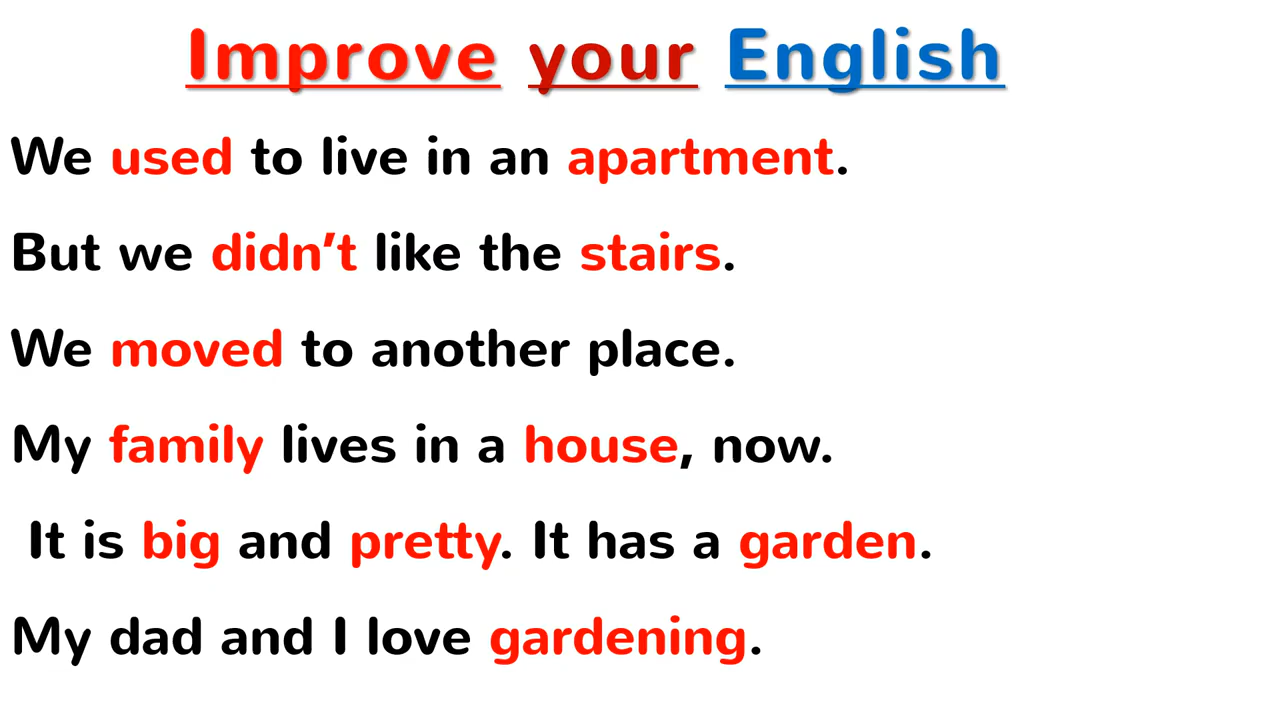 Improve your English
We used to live in an apartment.
But we didn’t like the stairs.
We moved to another place.
My family lives in a house, now.
It is big and pretty. It has a garden.
My dad and I love gardening.